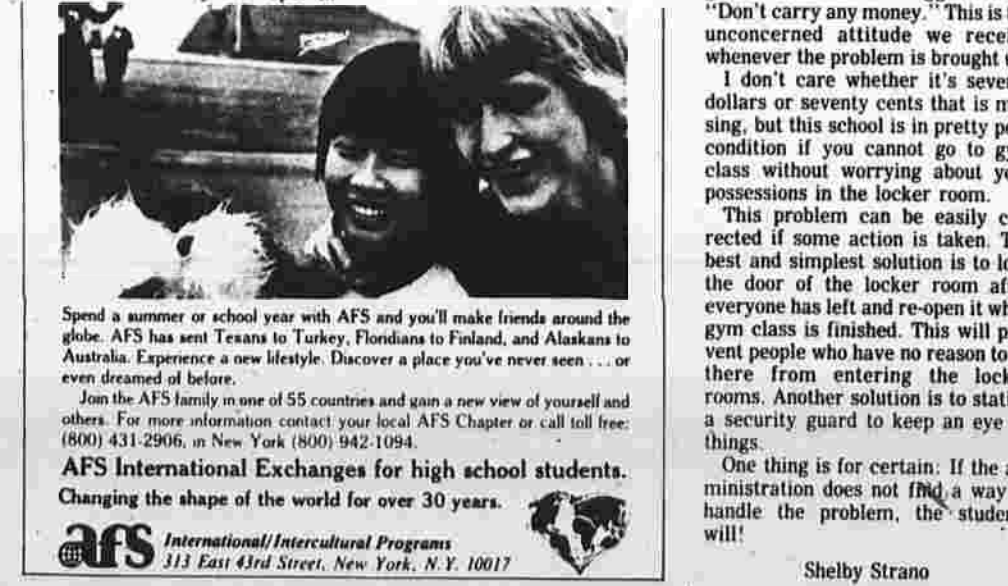 Spend a summer or school year with AFS and you'll make friends around the
globe. AFS has sent Texans to Turkey, Floridians to Finland, and Alaskans to
Australia. Experience a new lifestyle. Discover a place you've never seen . . . or
even dreamed of before.
Join the AFS family in one of 55 countries and gain a new view of yourself and
others. For more information contact your local AFS Chapter or call toll free:
(800) 431-2906, in New York (800) 942-1094.
AFS International Exchanges for high school students.
Changing the shape of the world for over 30 years.
afs
International/Intercultural Programs
313 East 43rd Street, New York, N.Y. 10017
"Don't carry any money." This is
unconcerned attitude we recei
whenever the problem is brought
I don't care whether it's seve
dollars or seventy cents that is m
sing, but this school is in pretty p
condition if you cannot go to g
class without worrying about yo
possessions in the locker room.
This problem can be easily c
rected if some action is taken. T
best and simplest solution is to lo
the door of the locker room aft
everyone has left and re-open it w
gym class is finished. This will p
vent people who have no reason to
there from entering the lock
rooms. Another solution is to stati
a security guard to keep an eye
things.
One thing is for certain: If the a
ministration does not find a way
handle the problem, the studen
will!
Shelby Strano